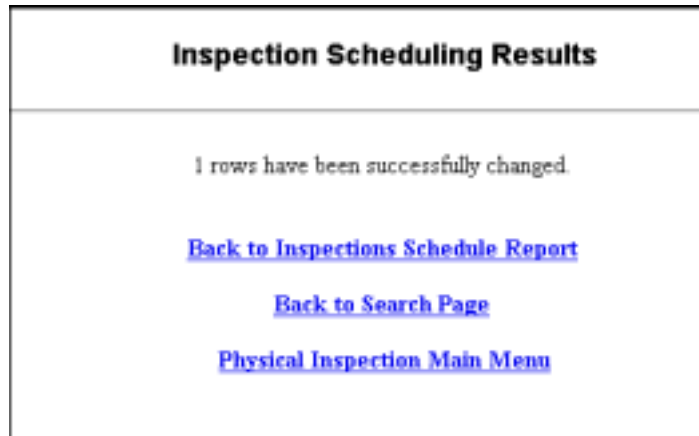 Inspection Scheduling Results
1 rows have been successfully changed.
Back to Inspections Schedule Report
Back to Search Page
Physical Inspection Main Menu